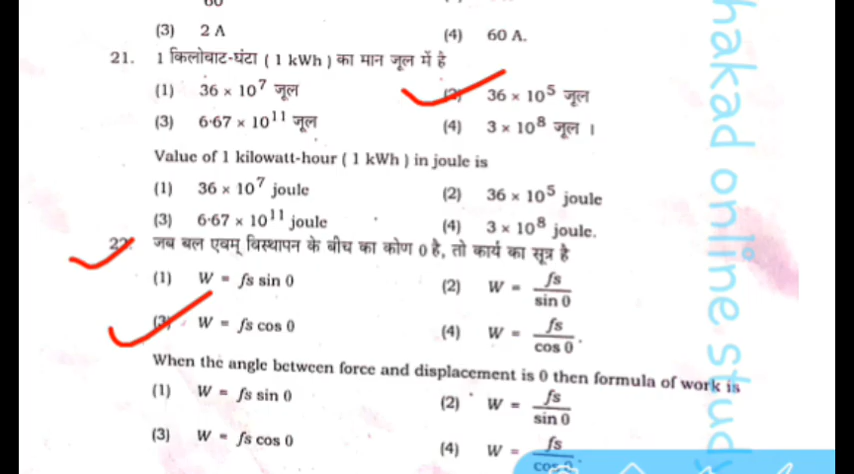 (3) 2 A
(4) 60 A.
21. 1 किलोवाट-घंटा ( 1 kWh ) का मान जूल में है
(1) 36 × 10⁷ जूल
(2) 36 × 10⁵ जूल
(3) 6·67 × 10¹¹ जूल
(4) 3 × 10⁸ जूल ।
Value of 1 kilowatt-hour ( 1 kWh ) in joule is
(1) 36 × 10⁷ joule
(2) 36 × 10⁵ joule
(3) 6·67 × 10¹¹ joule
(4) 3 × 10⁸ joule.
22. जब बल एवम् विस्थापन के बीच का कोण θ है, तो कार्य का सूत्र है
(1) W = fs sin θ
(2) W = fs / sin θ
(3) W = fs cos θ
(4) W = fs / cos θ .
When the angle between force and displacement is θ then formula of work is
(1) W = fs sin θ
(2) W = fs / sin θ
(3) W = fs cos θ
(4) W = fs / cos θ .
online study